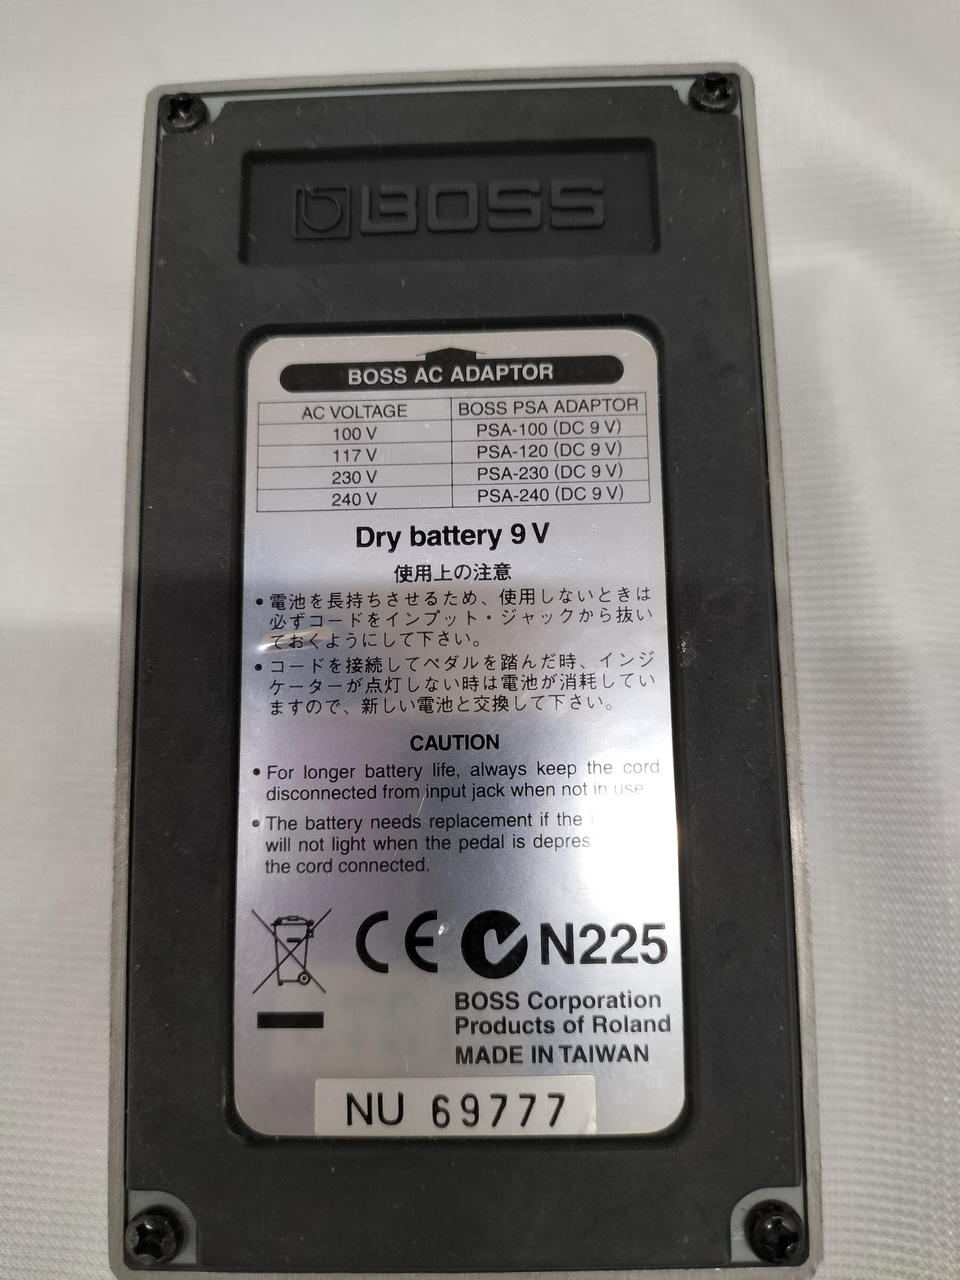 BOSS
BOSS AC ADAPTOR
AC VOLTAGE BOSS PSA ADAPTOR
100 V PSA-100 (DC 9 V)
117 V PSA-120 (DC 9 V)
230 V PSA-230 (DC 9 V)
240 V PSA-240 (DC 9 V)
Dry battery 9 V
使用上の注意
• 電池を長持ちさせるため、使用しないときは
必ずコードをインプット・ジャックから抜い
ておくようにして下さい。
• コードを接続してペダルを踏んだ時、インジ
ケーターが点灯しない時は電池が消耗してい
ますので、新しい電池と交換して下さい。
CAUTION
• For longer battery life, always keep the cord
disconnected from input jack when not in use
• The battery needs replacement if the
will not light when the pedal is depres
the cord connected.
CE N225
BOSS Corporation
Products of Roland
MADE IN TAIWAN
NU 69777